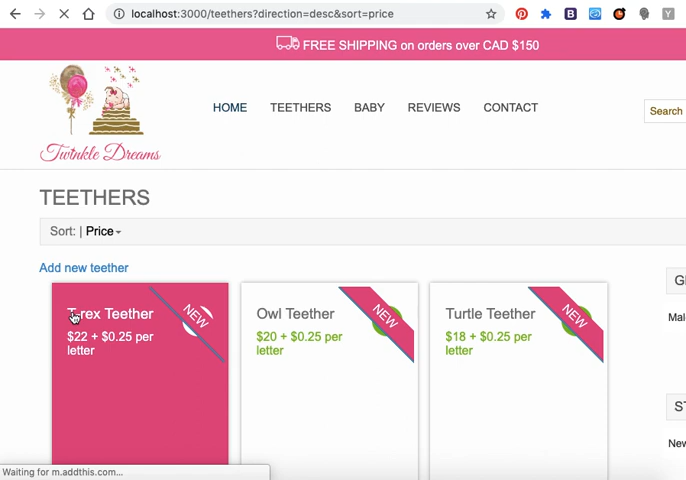 localhost:3000/teethers?direction=desc&sort=price
FREE SHIPPING on orders over CAD $150
Twinkle Dreams
HOME TEETHERS BABY REVIEWS CONTACT
Search
TEETHERS
Sort: | Price
Add new teether
T-rex Teether
$22 + $0.25 per
letter
NEW
Owl Teether
$20 + $0.25 per
letter
NEW
Turtle Teether
$18 + $0.25 per
letter
NEW
Waiting for m.addthis.com...